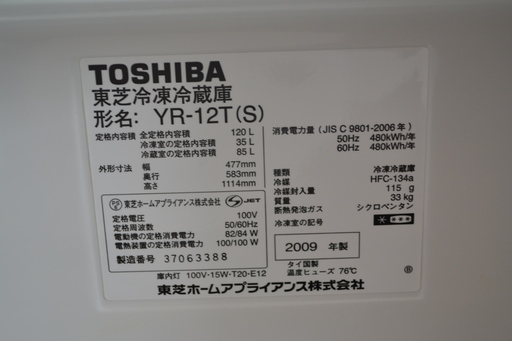 TOSHIBA
東芝冷凍冷蔵庫
形名: YR-12T(S)
定格内容積 全定格内容積 120 L
冷凍室の定格内容積 35 L
冷蔵室の定格内容積 85 L
外形寸法 幅 477mm
奥行 583mm
高さ 1114mm
東芝ホームアプライアンス株式会社 JET
定格電圧 100V
定格周波数 50/60Hz
電動機の定格消費電力 82/84 W
電熱装置の定格消費電力 100/100 W
製造番号 37063388
消費電力量 (JIS C 9801-2006 年)
50Hz 480kWh/年
60Hz 480kWh/年
種類 冷凍冷蔵庫
冷媒 HFC-134a
冷媒封入量 115 g
質量 33 kg
断熱発泡ガス シクロペンタン
冷凍室の記号
2009 年製
タイ国製
温度ヒューズ 76℃
庫内灯 100V-15W-T20-E12
東芝ホームアプライアンス株式会社